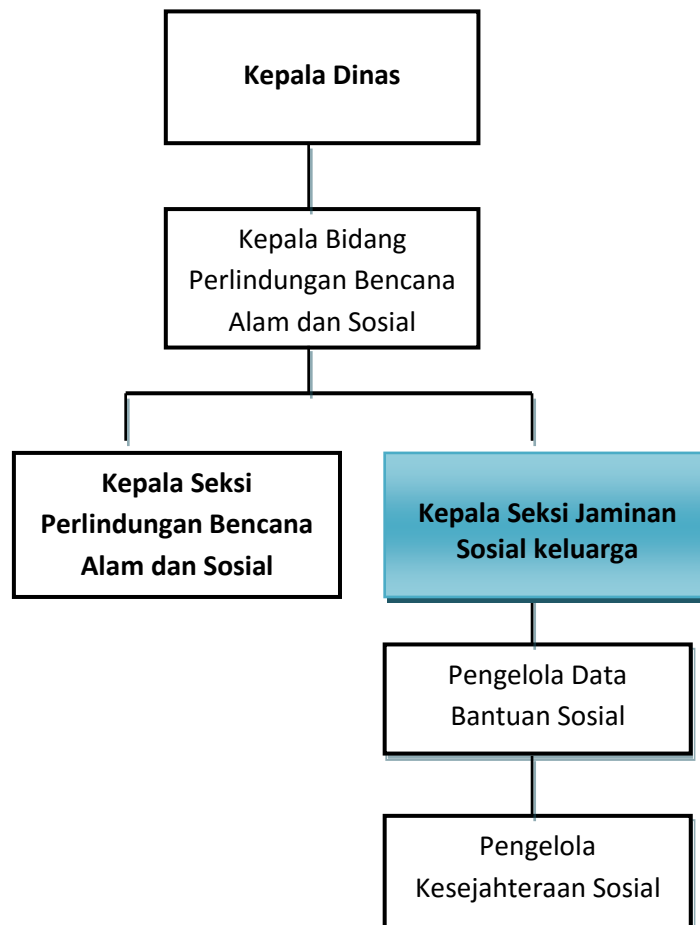 Kepala Dinas
Kepala Bidang
Perlindungan Bencana
Alam dan Sosial
Kepala Seksi
Perlindungan Bencana
Alam dan Sosial
Kepala Seksi Jaminan
Sosial keluarga
Pengelola Data
Bantuan Sosial
Pengelola
Kesejahteraan Sosial